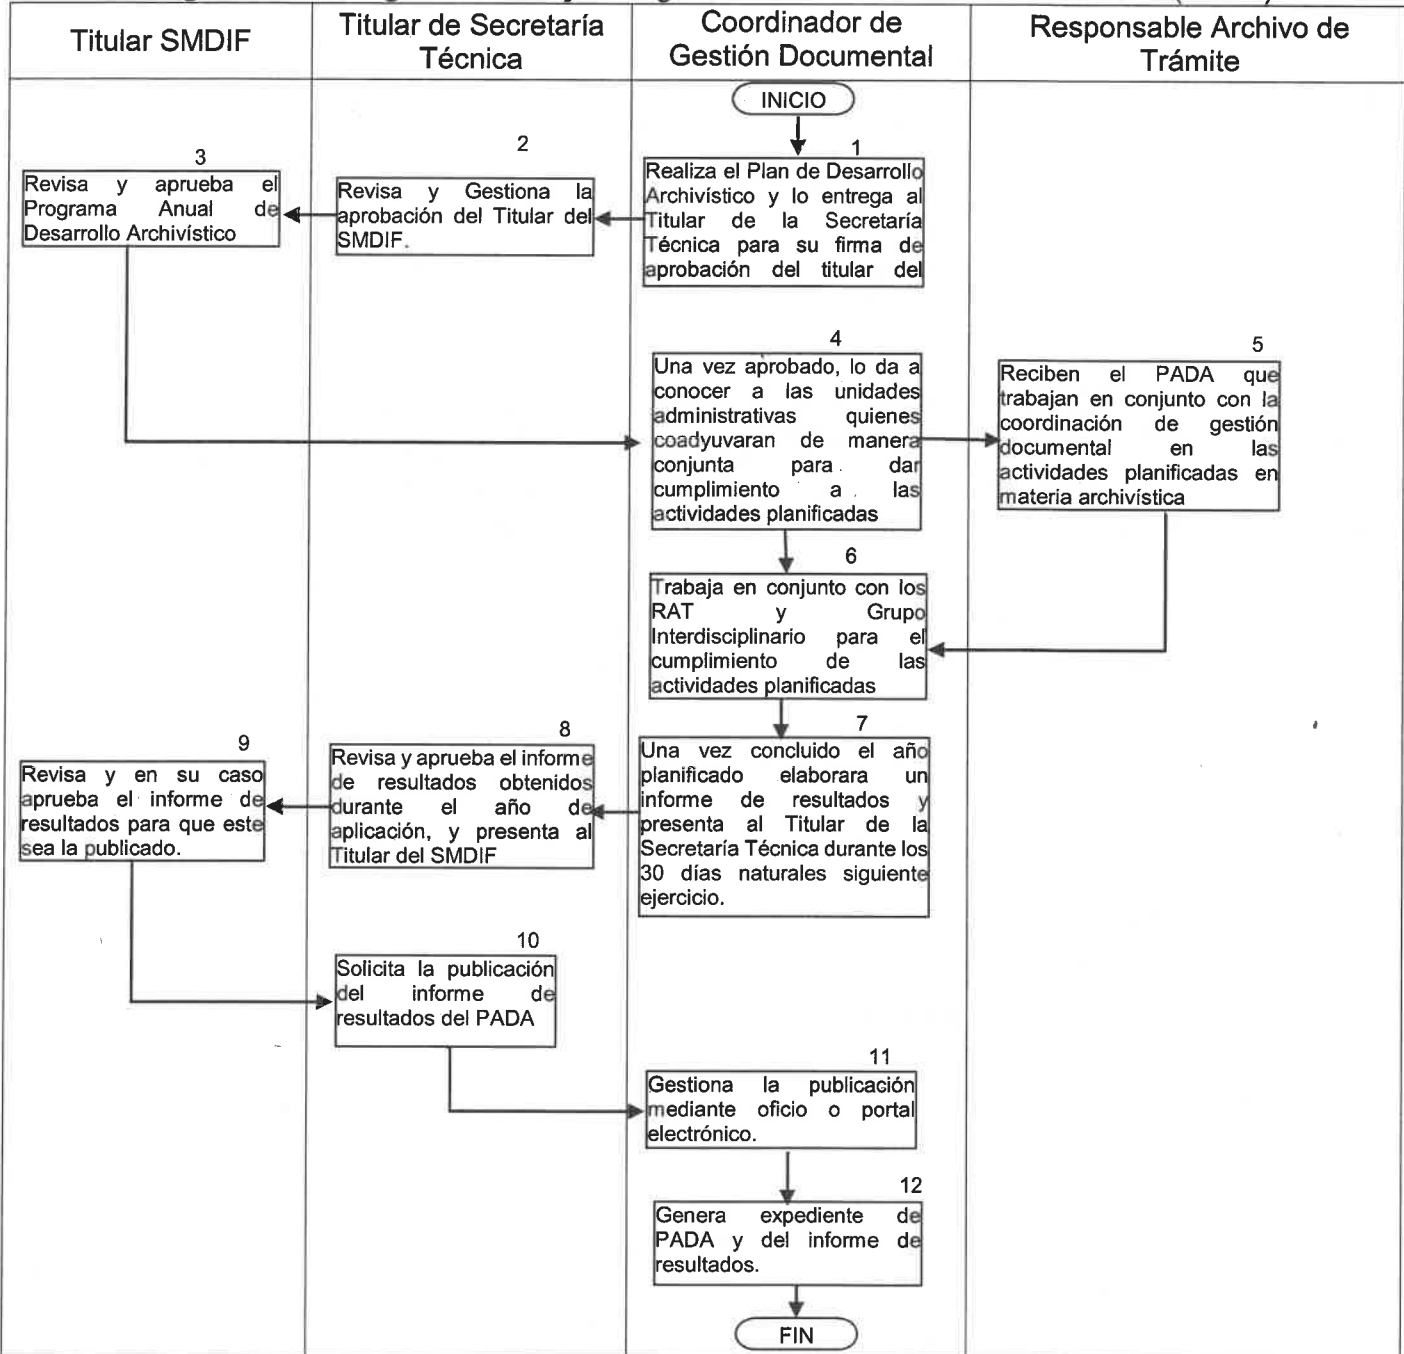 Titular SMDIF
Titular de Secretaría
Técnica
Coordinador de
Gestión Documental
Responsable Archivo de
Trámite
INICIO
1
Realiza el Plan de Desarrollo
Archivístico y lo entrega al
Titular de la Secretaría
Técnica para su firma de
aprobación del titular del
2
Revisa y Gestiona la
aprobación del Titular del
SMDIF.
3
Revisa y aprueba el
Programa Anual de
Desarrollo Archivístico
4
Una vez aprobado, lo da a
conocer a las unidades
administrativas quienes
coadyuvaran de manera
conjunta para dar
cumplimiento a las
actividades planificadas
5
Reciben el PADA que
trabajan en conjunto con la
coordinación de gestión
documental en las
actividades planificadas en
materia archivística
6
Trabaja en conjunto con los
RAT y Grupo
Interdisciplinario para el
cumplimiento de las
actividades planificadas
7
Una vez concluido el año
planificado elaborara un
informe de resultados y
presenta al Titular de la
Secretaría Técnica durante los
30 días naturales siguiente
ejercicio.
8
Revisa y aprueba el informe
de resultados obtenidos
durante el año de
aplicación, y presenta al
Titular del SMDIF
9
Revisa y en su caso
aprueba el informe de
resultados para que este
sea la publicado.
10
Solicita la publicación
del informe de
resultados del PADA
11
Gestiona la publicación
mediante oficio o portal
electrónico.
12
Genera expediente de
PADA y del informe de
resultados.
FIN